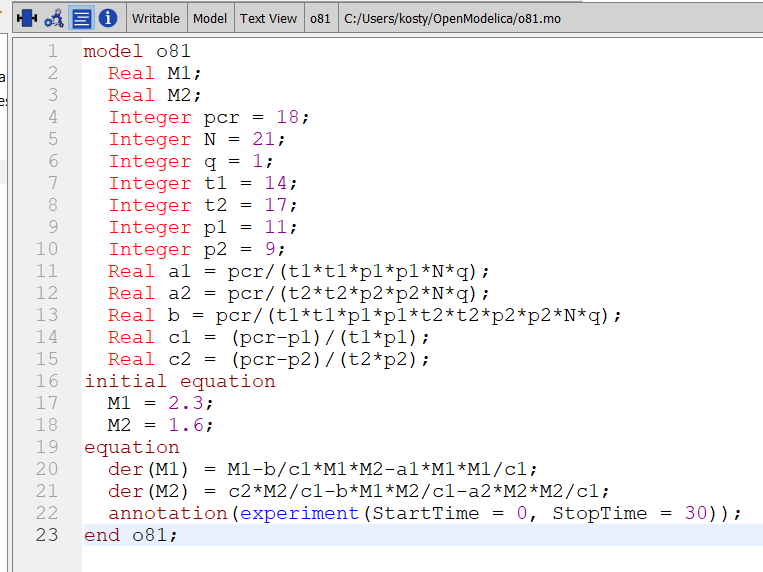 Writable Model Text View o81 C:/Users/kosty/OpenModelica/o81.mo
1 model o81
2 Real M1;
3 Real M2;
4 Integer pcr = 18;
5 Integer N = 21;
6 Integer q = 1;
7 Integer t1 = 14;
8 Integer t2 = 17;
9 Integer p1 = 11;
10 Integer p2 = 9;
11 Real a1 = pcr/(t1*t1*p1*p1*N*q);
12 Real a2 = pcr/(t2*t2*p2*p2*N*q);
13 Real b = pcr/(t1*t1*p1*p1*t2*t2*p2*p2*N*q);
14 Real c1 = (pcr-p1)/(t1*p1);
15 Real c2 = (pcr-p2)/(t2*p2);
16 initial equation
17 M1 = 2.3;
18 M2 = 1.6;
19 equation
20 der(M1) = M1-b/c1*M1*M2-a1*M1*M1/c1;
21 der(M2) = c2*M2/c1-b*M1*M2/c1-a2*M2*M2/c1;
22 annotation(experiment(StartTime = 0, StopTime = 30));
23 end o81;